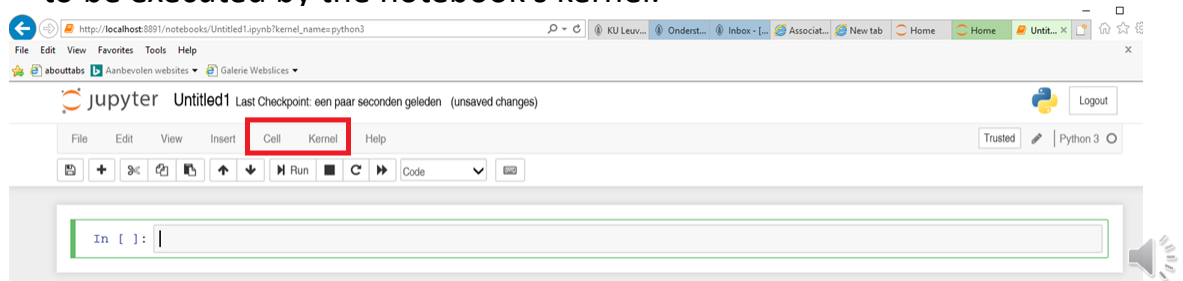 to be executed by the notebook's kernel.
http://localhost:8891/notebooks/Untitled1.ipynb?kernel_name=python3 KU Leuv... Onderst... Inbox - [... Associat... New tab Home Home Untit...
File Edit View Favorites Tools Help
abouttabs Aanbevolen websites Galerie Webslices
jupyter Untitled1 Last Checkpoint: een paar seconden geleden (unsaved changes) Logout
File Edit View Insert Cell Kernel Help Trusted Python 3
Run Code
In [ ]: